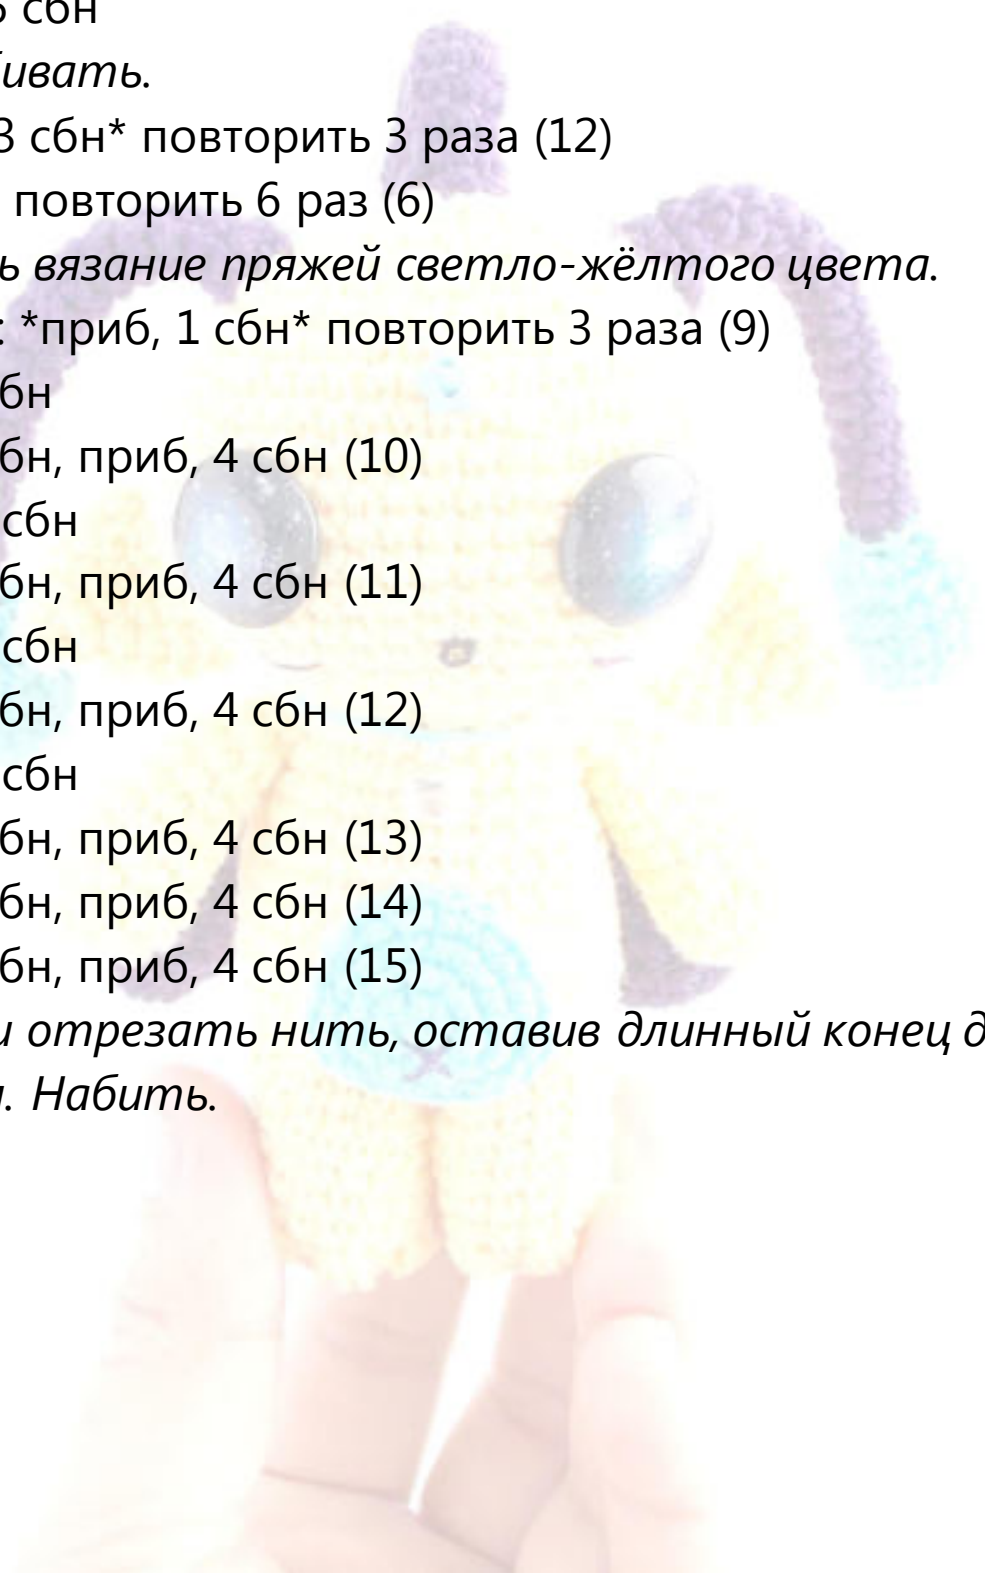 5 сбн
ивать.
3 сбн* повторить 3 раза (12)
повторить 6 раз (6)
ь вязание пряжей светло-жёлтого цвета.
: *приб, 1 сбн* повторить 3 раза (9)
бн
бн, приб, 4 сбн (10)
сбн
бн, приб, 4 сбн (11)
сбн
бн, приб, 4 сбн (12)
сбн
бн, приб, 4 сбн (13)
бн, приб, 4 сбн (14)
бн, приб, 4 сбн (15)
и отрезать нить, оставив длинный конец д
. Набить.